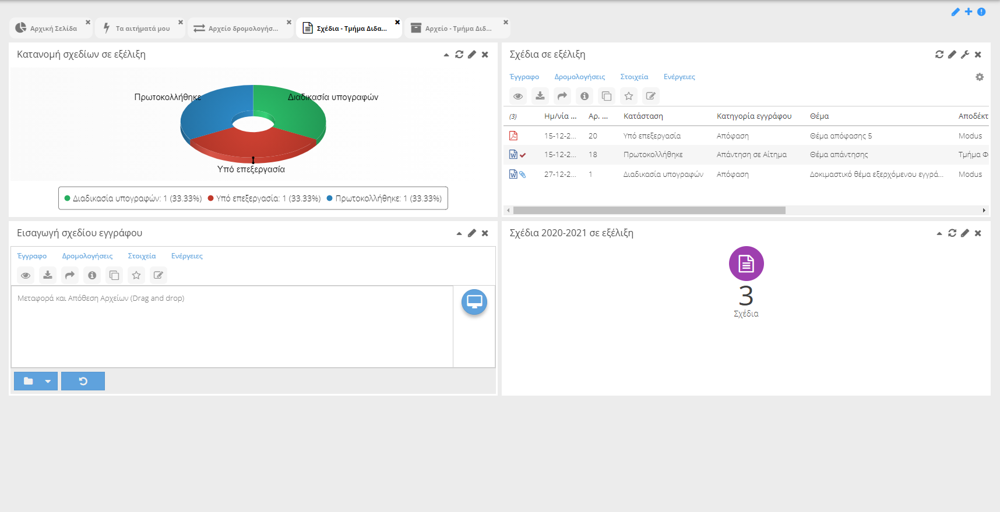 Αρχική Σελίδα
Τα αιτήματά μου
Αρχείο δρομολογήσ...
Σχέδια - Τμήμα Διδα...
Αρχείο - Τμήμα Διδ...
Κατανομή σχεδίων σε εξέλιξη
Πρωτοκολλήθηκε
Διαδικασία υπογραφών
Υπό επεξεργασία
Διαδικασία υπογραφών: 1 (33.33%) Υπό επεξεργασία: 1 (33.33%) Πρωτοκολλήθηκε: 1 (33.33%)
Σχέδια σε εξέλιξη
Έγγραφο Δρομολογήσεις Στοιχεία Ενέργειες
(3) Ημ/νία ... Αρ. ... Κατάσταση Κατηγορία εγγράφου Θέμα Αποδέκτ
15-12-2... 20 Υπό επεξεργασία Απόφαση Θέμα απόφασης 5 Modus
15-12-2... 18 Πρωτοκολλήθηκε Απάντηση σε Αίτημα Θέμα απάντησης Τμήμα Φ
27-12-2... 1 Διαδικασία υπογραφών Απόφαση Δοκιμαστικό θέμα εξερχόμενου εγγρά... Modus
Εισαγωγή σχεδίου εγγράφου
Έγγραφο Δρομολογήσεις Στοιχεία Ενέργειες
Μεταφορά και Απόθεση Αρχείων (Drag and drop)
Σχέδια 2020-2021 σε εξέλιξη
3
Σχέδια